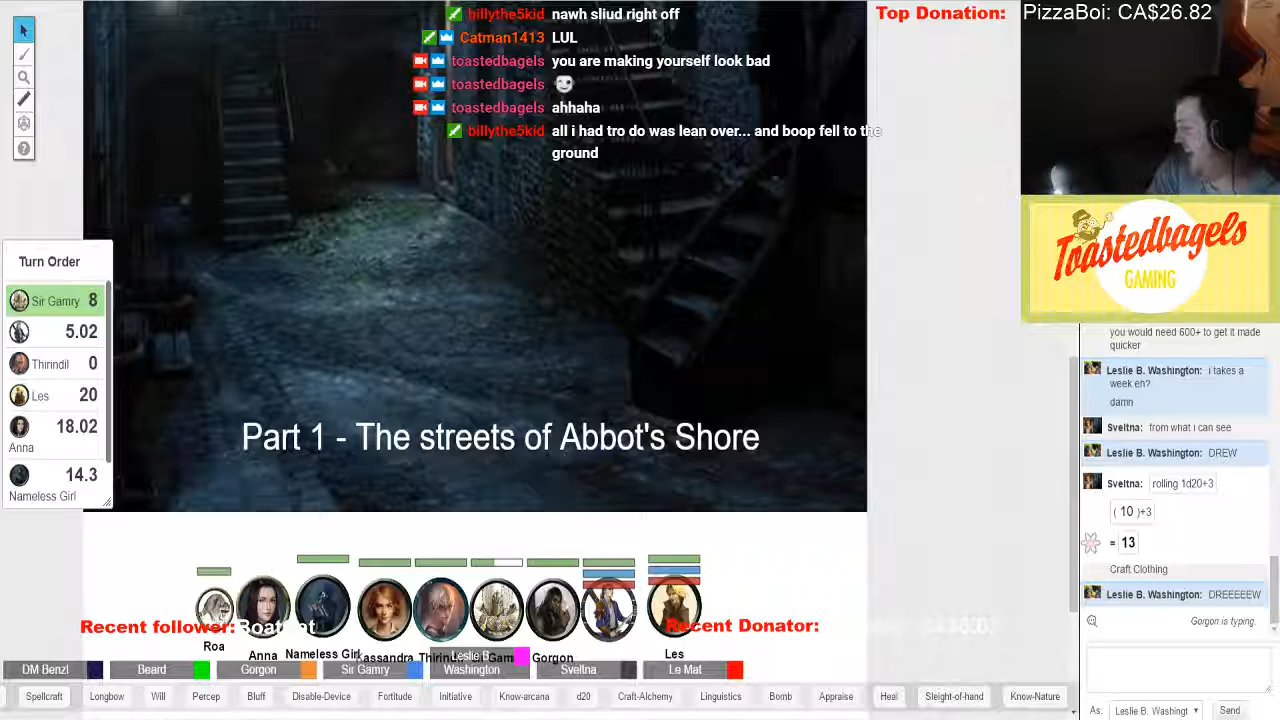 billythe5kid nawh sliud right off
Catman1413 LUL
toastedbagels you are making yourself look bad
toastedbagels
toastedbagels ahhaha
billythe5kid all i had tro do was lean over... and boop fell to the
ground
Top Donation:
PizzaBoi: CA$26.82
Toastedbagels
GAMING
Turn Order
Sir Gamry 8
5.02
Thirindil 0
Les 20
18.02
Anna
14.3
Nameless Girl
Part 1 - The streets of Abbot's Shore
you would need 600+ to get it made
quicker
Leslie B. Washington: i takes a
week eh?
damn
Sveltna: from what i can see
Leslie B. Washington: DREW
Sveltna: rolling 1d20+3
( 10 )+3
= 13
Craft Clothing
Leslie B. Washington: DREEEEEW
Gorgon is typing.
Recent follower:
Recent Donator:
Roa
Anna
Nameless Girl
Gorgon
Les
DM Benzl
Beard
Gorgon
Sir Gamry
Leslie B.
Washington
Sveltna
Le Mat
Spellcraft
Longbow
Will
Percep
Bluff
Disable-Device
Fortitude
Initiative
Know-arcana
d20
Craft-Alchemy
Linguistics
Bomb
Appraise
Heal
Sleight-of-hand
Know-Nature
As: Leslie B. Washingt
Send